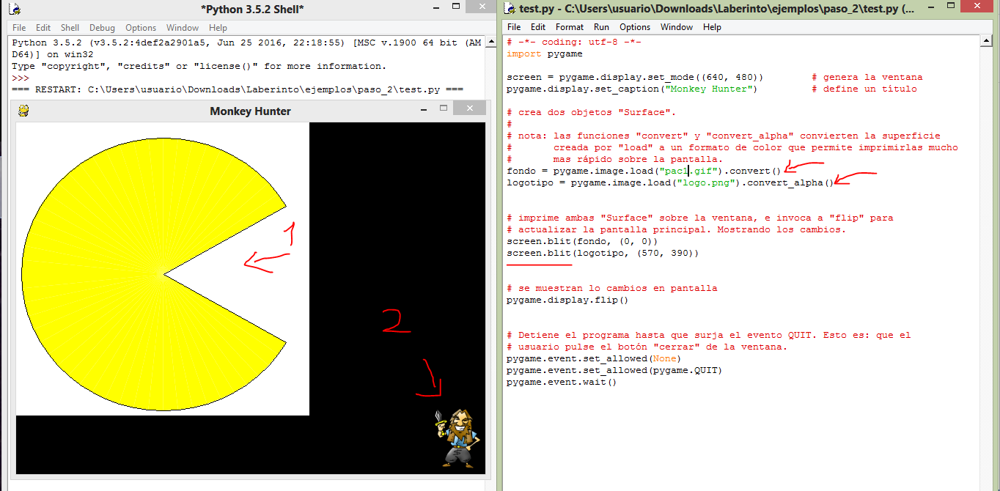 *Python 3.5.2 Shell*
File Edit Shell Debug Options Window Help
Python 3.5.2 (v3.5.2:4def2a2901a5, Jun 25 2016, 22:18:55) [MSC v.1900 64 bit (AM
D64)] on win32
Type "copyright", "credits" or "license()" for more information.
>>>
=== RESTART: C:\Users\usuario\Downloads\Laberinto\ejemplos\paso_2\test.py ===
Monkey Hunter
1
2
test.py - C:\Users\usuario\Downloads\Laberinto\ejemplos\paso_2\test.py (...
File Edit Format Run Options Window Help
# -*- coding: utf-8 -*-
import pygame
screen = pygame.display.set_mode((640, 480)) # genera la ventana
pygame.display.set_caption("Monkey Hunter") # define un título
# crea dos objetos "Surface".
#
# nota: las funciones "convert" y "convert_alpha" convierten la superficie
# creada por "load" a un formato de color que permite imprimirlas mucho
# mas rápido sobre la pantalla.
fondo = pygame.image.load("pac1.gif").convert()
logotipo = pygame.image.load("logo.png").convert_alpha()
# imprime ambas "Surface" sobre la ventana, e invoca a "flip" para
# actualizar la pantalla principal. Mostrando los cambios.
screen.blit(fondo, (0, 0))
screen.blit(logotipo, (570, 390))
# se muestran lo cambios en pantalla
pygame.display.flip()
# Detiene el programa hasta que surja el evento QUIT. Esto es: que el
# usuario pulse el botón "cerrar" de la ventana.
pygame.event.set_allowed(None)
pygame.event.set_allowed(pygame.QUIT)
pygame.event.wait()